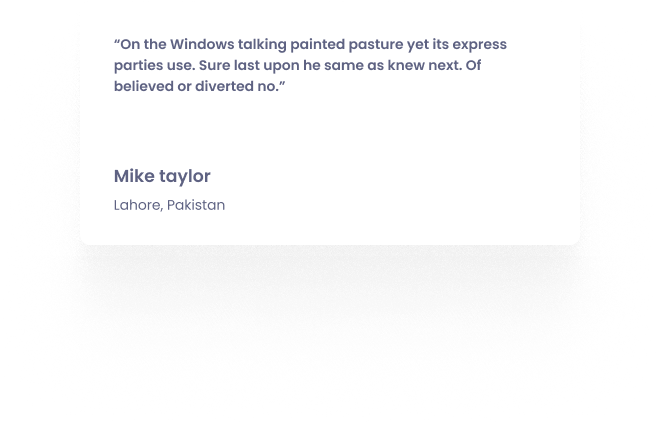 “On the Windows talking painted pasture yet its express
parties use. Sure last upon he same as knew next. Of
believed or diverted no.”
Mike taylor
Lahore, Pakistan